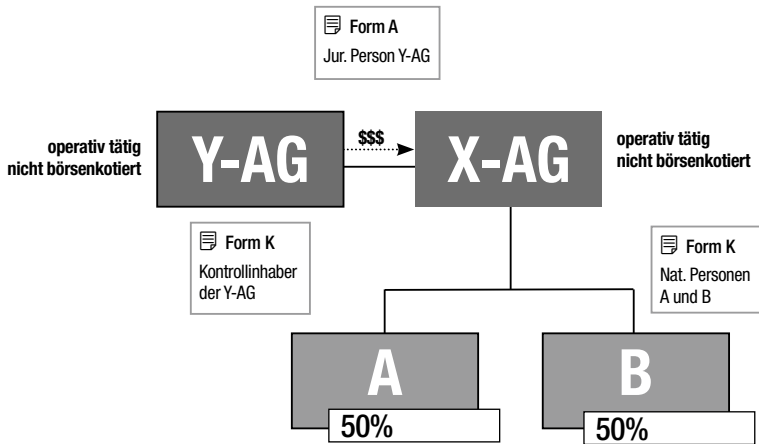 Form A
Jur. Person Y-AG
operativ tätig
nicht börsenkotiert
Y-AG
$$$
X-AG
operativ tätig
nicht börsenkotiert
Form K
Kontrollinhaber
der Y-AG
Form K
Nat. Personen
A und B
A
50%
B
50%